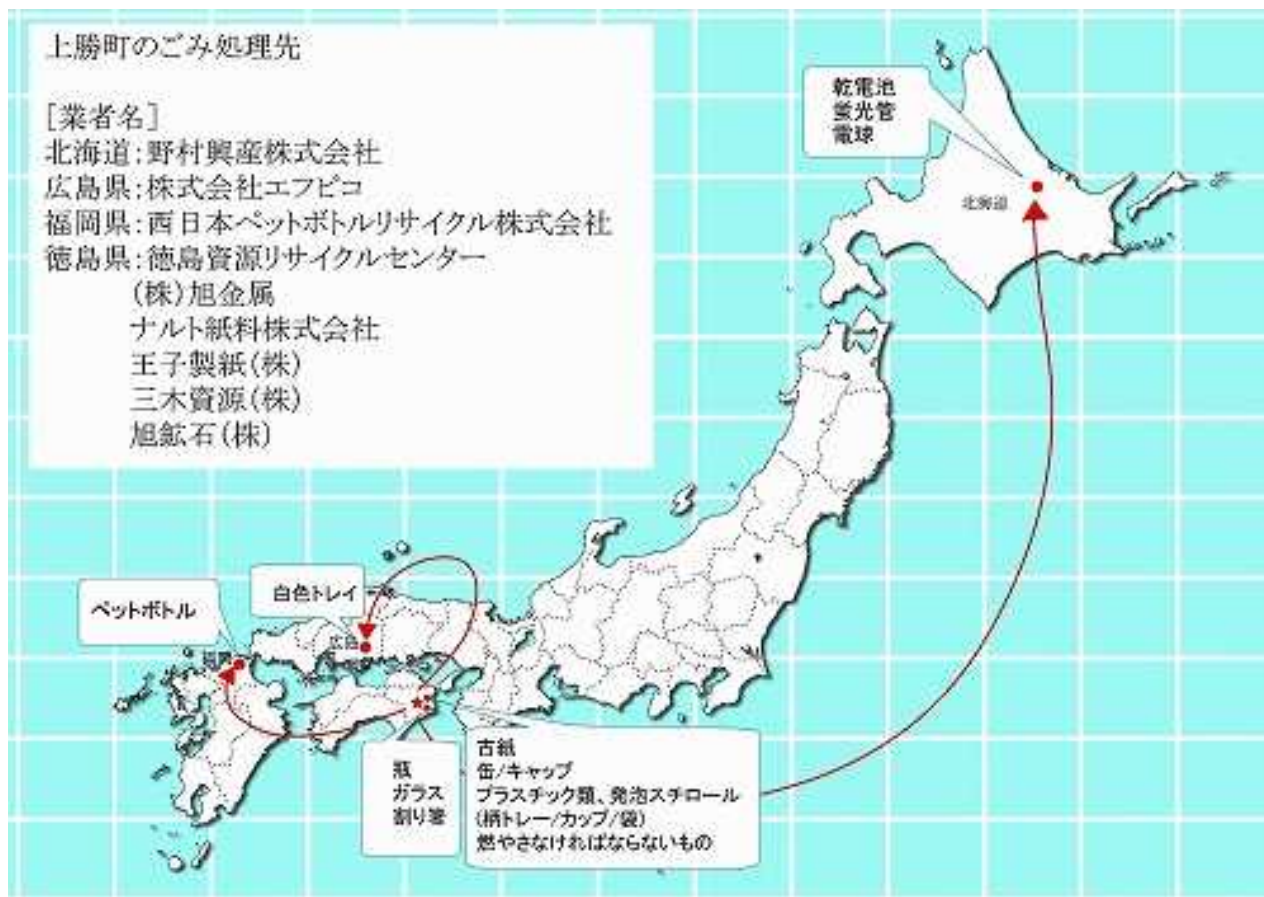 上勝町のごみ処理先
[業者名]
北海道:野村興産株式会社
広島県:株式会社エフピコ
福岡県:西日本ペットボトルリサイクル株式会社
徳島県:徳島資源リサイクルセンター
(株)旭金属
ナルト紙料株式会社
王子製紙(株)
三木資源(株)
旭鉱石(株)
乾電池
蛍光管
電球
北海道
白色トレイ
ペットボトル
瓶
ガラス
割り箸
古紙
缶/キャップ
プラスチック類、発泡スチロール
(柄トレー/カップ/袋)
燃やさなければならないもの